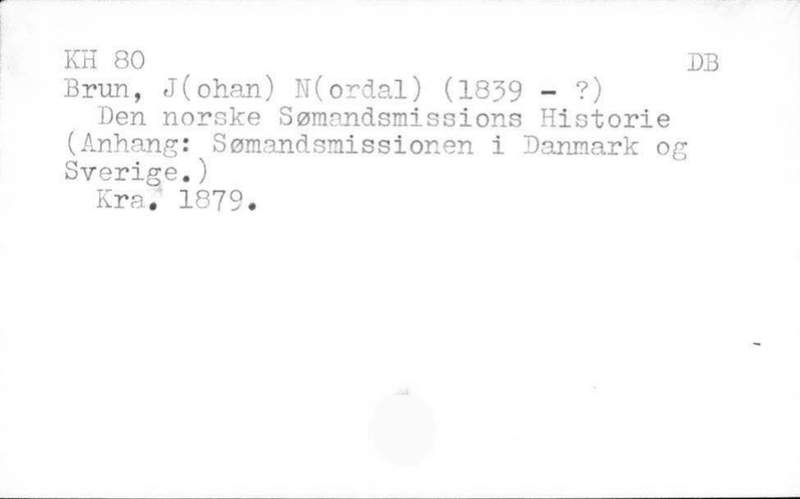 KH 80 DB
Brun, J(ohan) N(ordal) (1839 - ?)
Den norske Sømandsmissions Historie
(Anhang: Sømandsmissionen i Danmark og
Sverige.)
Kra. 1879.